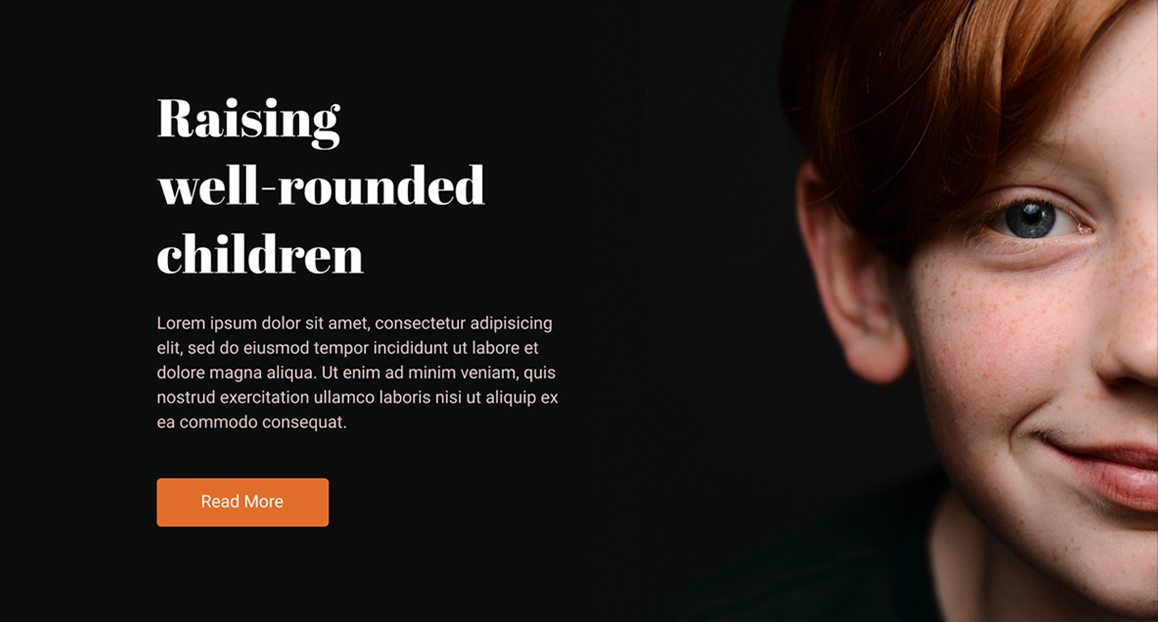 Raising
well-rounded
children
Lorem ipsum dolor sit amet, consectetur adipisicing
elit, sed do eiusmod tempor incididunt ut labore et
dolore magna aliqua. Ut enim ad minim veniam, quis
nostrud exercitation ullamco laboris nisi ut aliquip ex
ea commodo consequat.
Read More